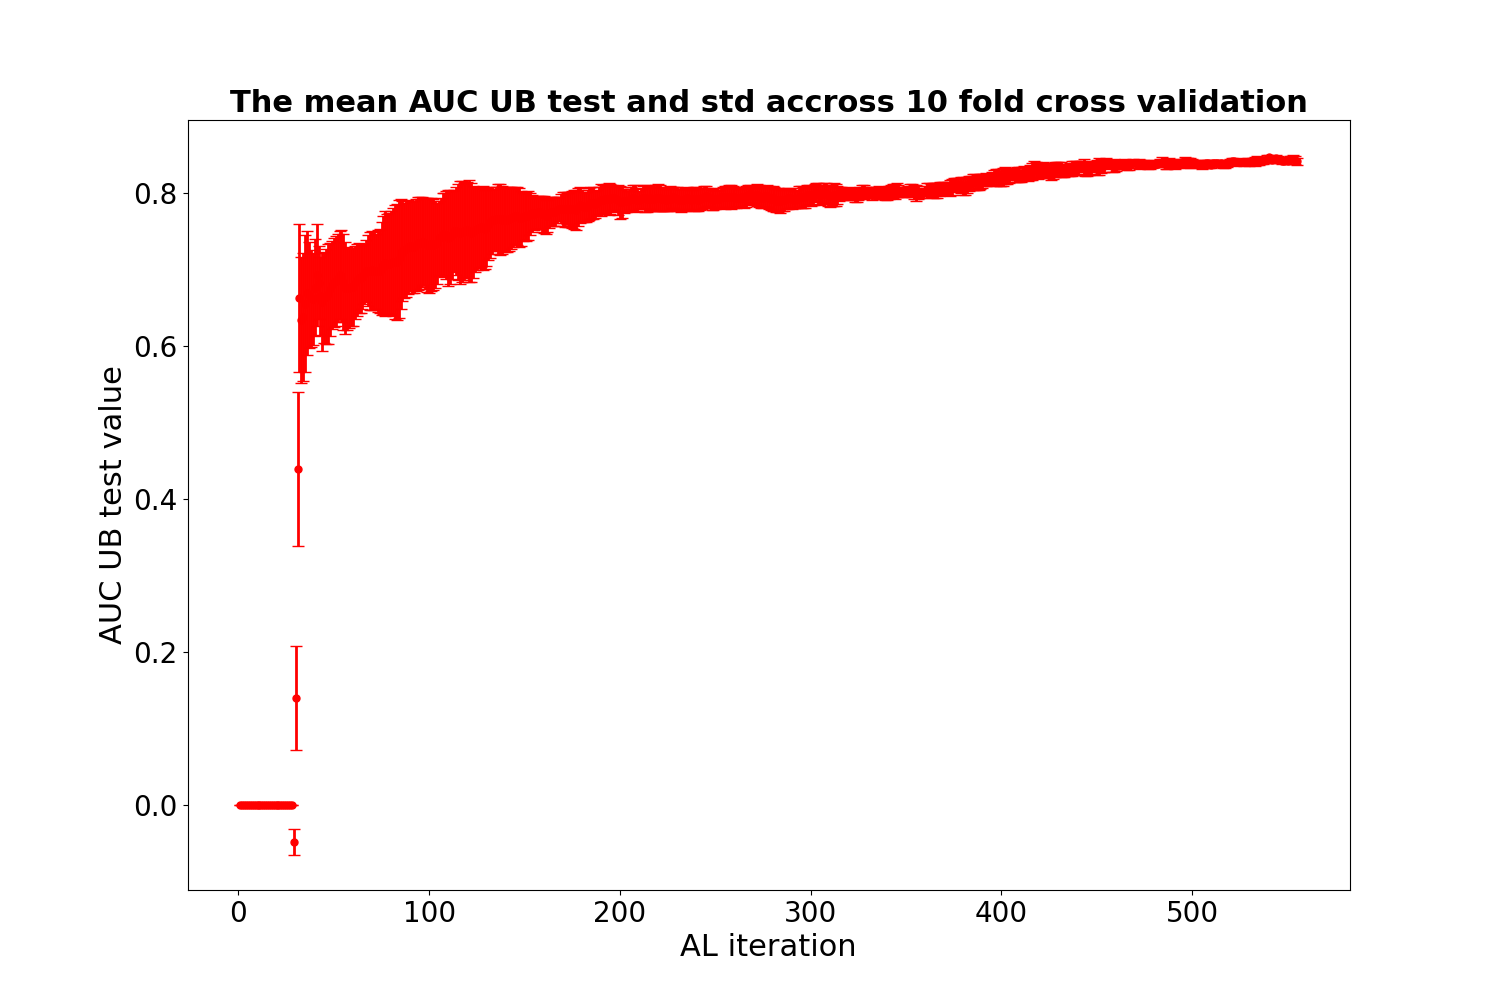 The mean AUC UB test and std accross 10 fold cross validation
AUC UB test value
0.8
0.6
0.4
0.2
0.0
0 100 200 300 400 500
AL iteration